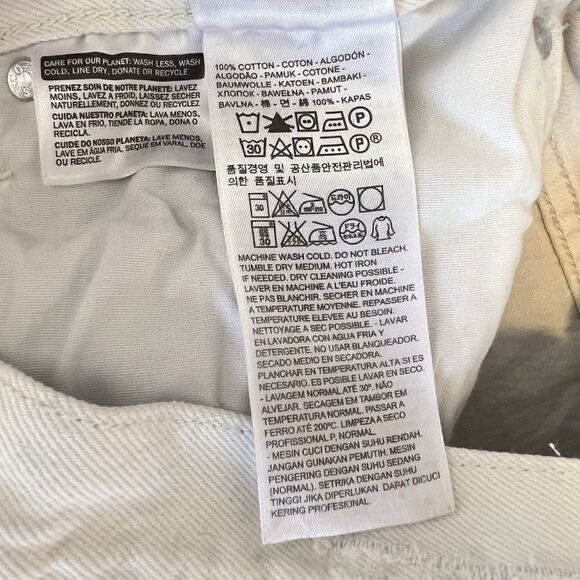 CARE FOR OUR PLANET: WASH LESS, WASH
COLD, LINE DRY, DONATE OR RECYCLE
PRENEZ SOIN DE NOTRE PLANETE: LAVEZ
MOINS, LAVEZ A FROID, LAISSEZ SECHER
NATURELLEMENT, DONNEZ OU RECYCLEZ
CUIDA NUESTRO PLANETA: LAVA MENOS,
LAVA EN FRIO, TIENDE LA ROPA, DONA O
RECICLA.
CUIDE DO NOSSO PLANETA: LAVE MENOS,
LAVE EM ÁGUA FRIA, SEQUE EM VARAL, DOE
OU RECICLE.
100% COTTON - COTON - ALGODÓN -
ALGODÃO - PAMUK - COTONE -
BAUMWOLLE - KATOEN - BAMBAKI -
ХЛОПОК - BAWEŁNA - PAMUT -
BAVLNA - 棉 - 면 - 綿 100% - KAPAS
P
30 P ®
품질경영 및 공산품안전관리법에
의한 품질표시
30 드라이
30 ドライ
MACHINE WASH COLD. DO NOT BLEACH.
TUMBLE DRY MEDIUM. HOT IRON
IF NEEDED. DRY CLEANING POSSIBLE -
LAVER EN MACHINE A L'EAU FROIDE.
NE PAS BLANCHIR. SECHER EN MACHINE
A TEMPERATURE MOYENNE. REPASSER A
TEMPERATURE ELEVEE AU BESOIN.
NETTOYAGE A SEC POSSIBLE. - LAVAR
EN LAVADORA CON AGUA FRIA Y
DETERGENTE. NO USAR BLANQUEADOR.
SECADO MEDIO EN SECADORA.
PLANCHAR EN TEMPERATURA ALTA SI ES
NECESARIO. ES POSIBLE LAVAR EN SECO.
- LAVAGEM NORMAL ATÉ 30º. NÃO
ALVEJAR. SECAGEM EM TAMBOR EM
TEMPERATURA NORMAL. PASSAR A
FERRO ATÉ 200ºC. LIMPEZA A SECO
PROFISSIONAL P, NORMAL.
- MESIN CUCI DENGAN SUHU RENDAH.
JANGAN GUNAKAN PEMUTIH. MESIN
PENGERING DENGAN SUHU SEDANG
(NORMAL). SETRIKA DENGAN SUHU
TINGGI JIKA DIPERLUKAN DAPAT DICUCI
KERING PROFESIONAL.